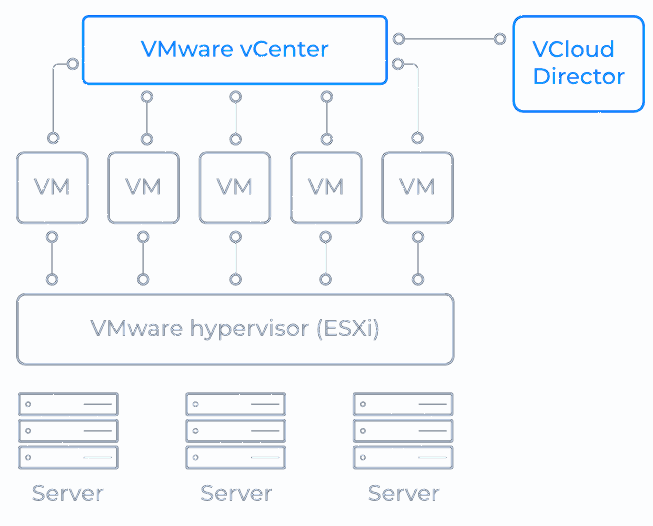 VMware vCenter
VCloud
Director
VM
VM
VM
VM
VM
VMware hypervisor (ESXi)
Server
Server
Server